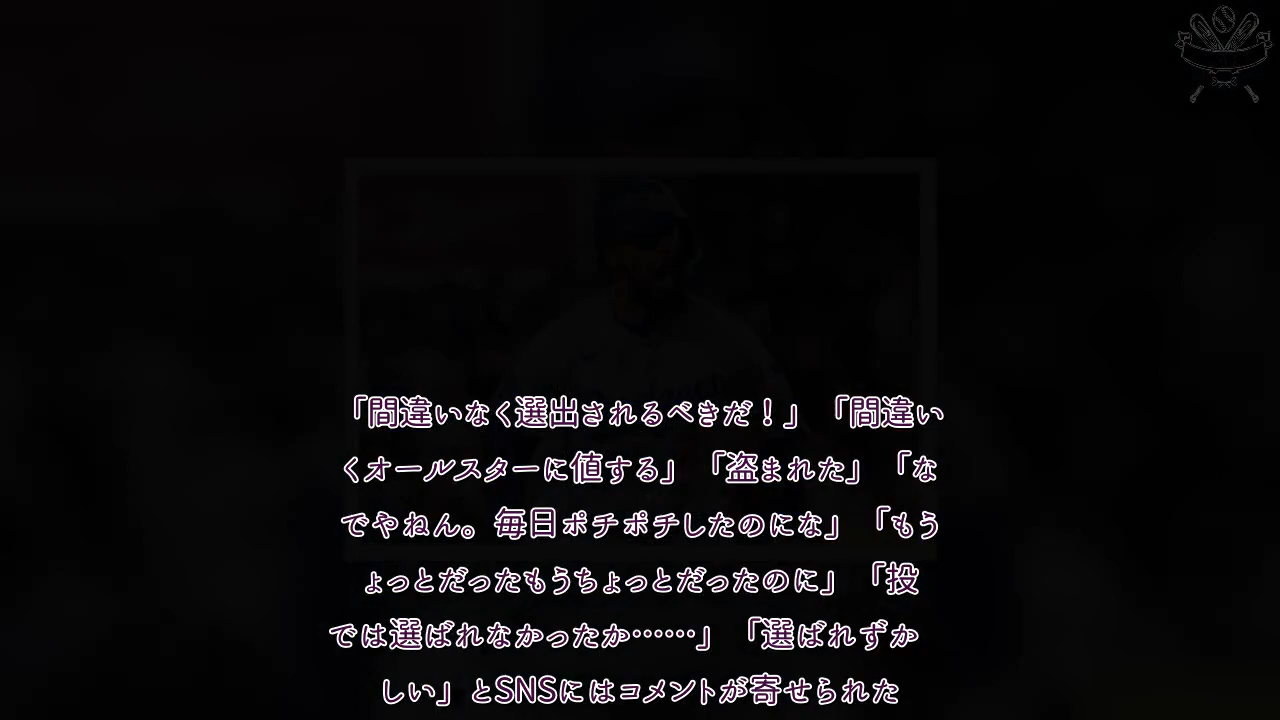 「間違いなく選出されるべきだ！」「間違い
くオールスターに値する」「盗まれた」「な
でやねん。毎日ポチポチしたのにな」「もう
ょっとだったもうちょっとだったのに」「投
では選ばれなかったか……」「選ばれずか
しい」とSNSにはコメントが寄せられた